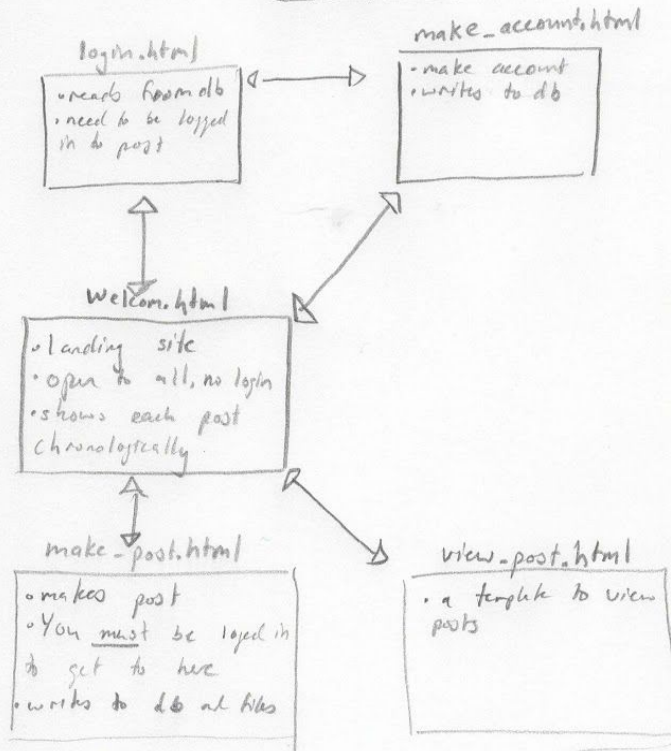 login.html
• reads from db
• need to be logged
in to post
make_account.html
• make account
• writes to db
Welcom.html
• landing site
• open to all, no login
• shows each post
chronologically
make_post.html
• makes post
• You must be loged in
to get to here
• writes to db files
view_post.html
• a template to view
posts